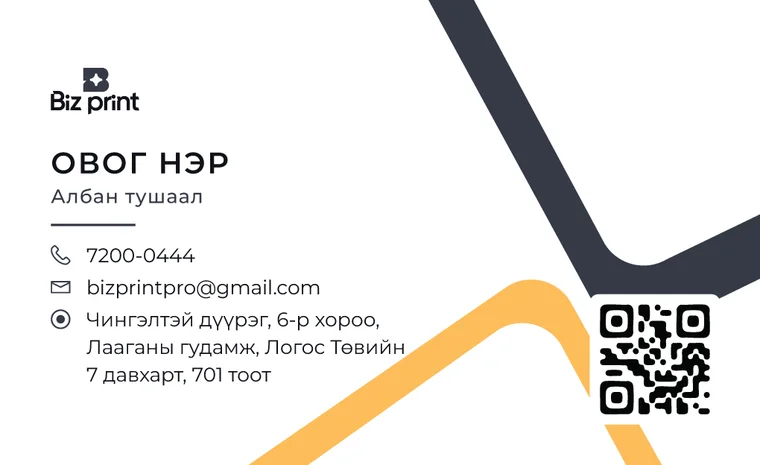 Biz print
ОВОГ НЭР
Албан тушаал
7200-0444
bizprintpro@gmail.com
Чингэлтэй дүүрэг, 6-р хороо,
Лааганы гудамж, Логос Төвийн
7 давхарт, 701 тоот